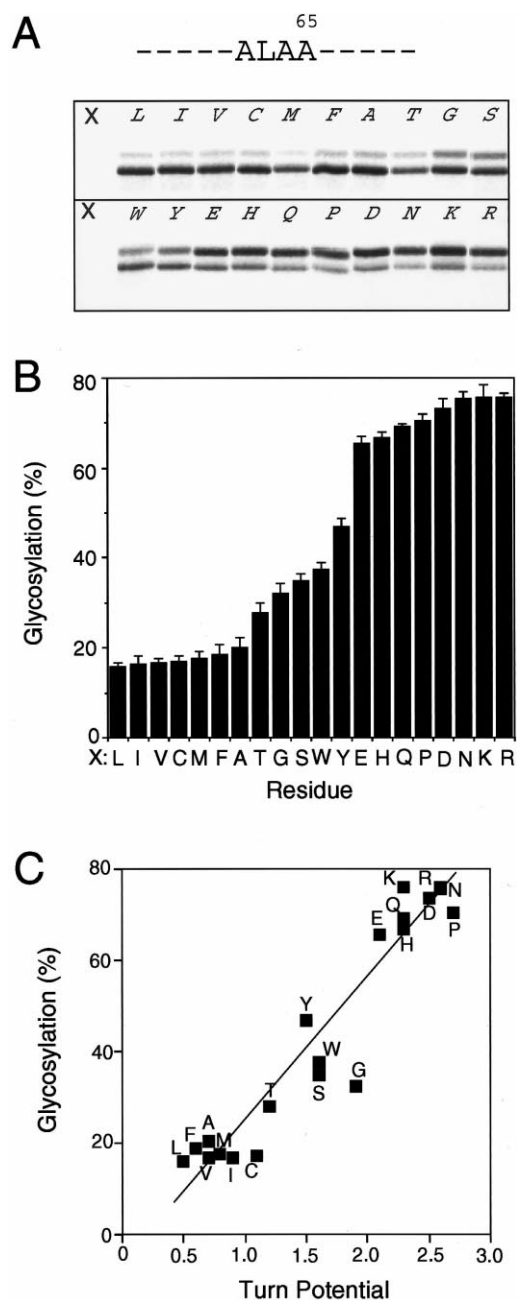 A
65
-----ALAA-----
X L I V C M F A T G S
X W Y E H Q P D N K R
B
80
60
40
20
0
Glycosylation (%)
X: L I V C M F A T G S W Y E H Q P D N K R
Residue
C
80
60
40
20
0
Glycosylation (%)
K R N
Q D P
E H
Y
W
S G
T
A
L F M
V I C
0 0.5 1.0 1.5 2.0 2.5 3.0
Turn Potential